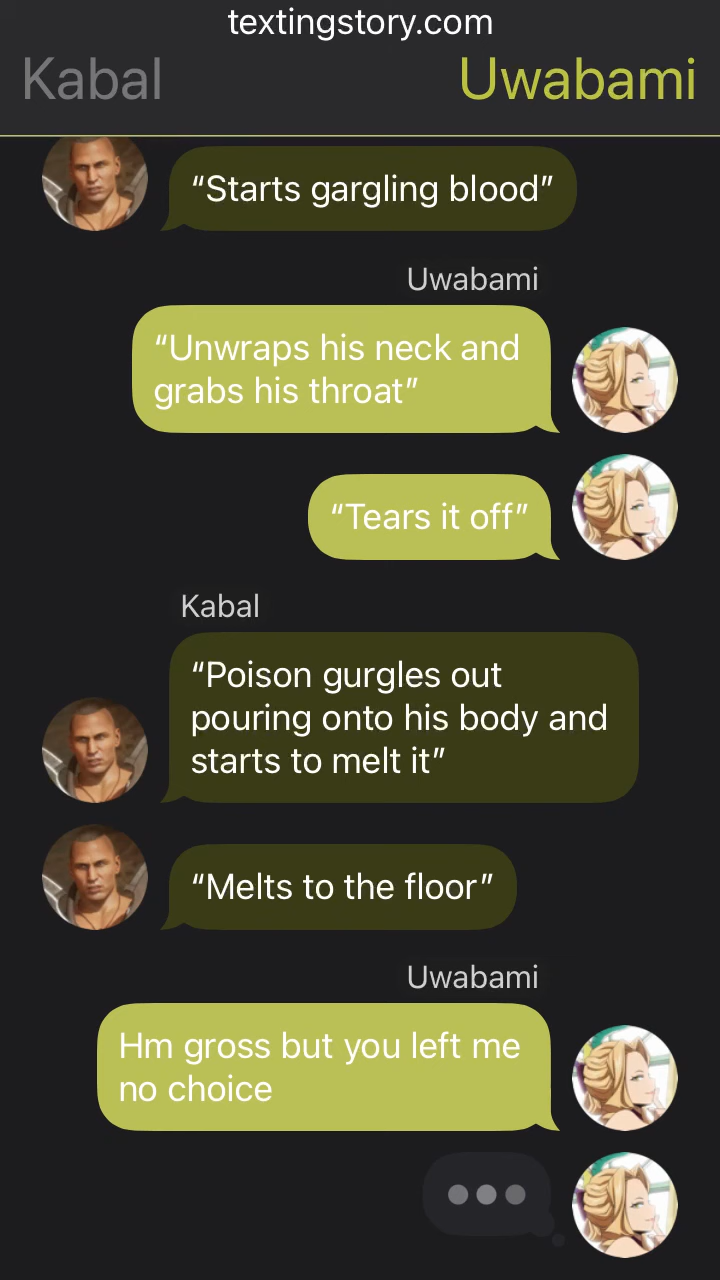 textingstory.com
Kabal
Uwabami
“Starts gargling blood”
Uwabami
“Unwraps his neck and
grabs his throat”
“Tears it off”
Kabal
“Poison gurgles out
pouring onto his body and
starts to melt it”
“Melts to the floor”
Uwabami
Hm gross but you left me
no choice